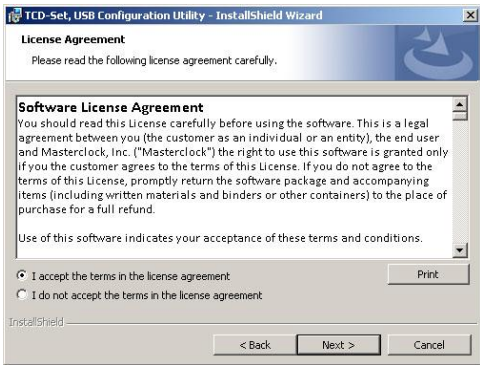 TCD-Set, USB Configuration Utility - InstallShield Wizard
License Agreement
Please read the following license agreement carefully.
Software License Agreement
You should read this License carefully before using the software. This is a legal
agreement between you (the customer as an individual or an entity), the end user
and Masterclock, Inc. ("Masterclock") the right to use this software is granted only
if you the customer agrees to the terms of this License. If you do not agree to the
terms of this License, promptly return the software package and accompanying
items (including written materials and binders or other containers) to the place of
purchase for a full refund.
Use of this software indicates your acceptance of these terms and conditions.
I accept the terms in the license agreement
Print
I do not accept the terms in the license agreement
InstallShield
< Back
Next >
Cancel